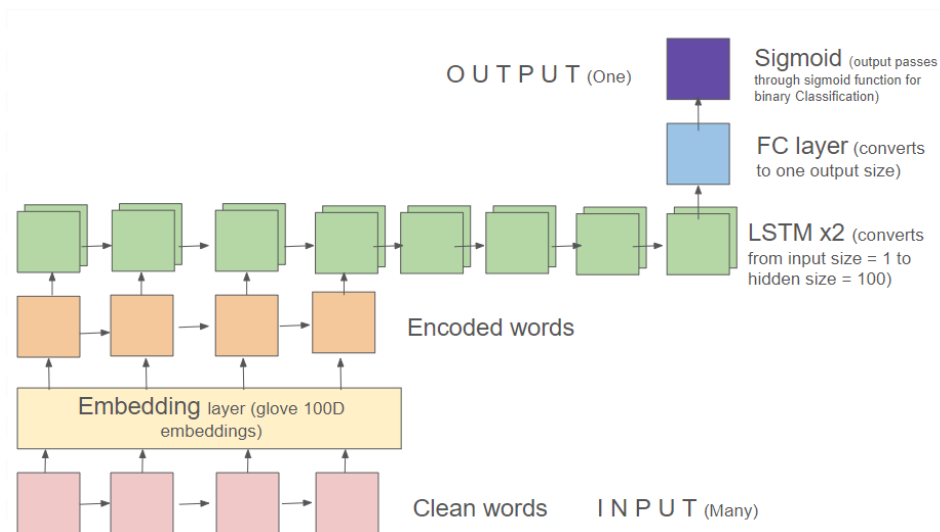 Sigmoid (output passes
through sigmoid function for
binary Classification)
O U T P U T (One)
FC layer (converts
to one output size)
LSTM x2 (converts
from input size = 1 to
hidden size = 100)
Encoded words
Embedding layer (glove 100D
embeddings)
Clean words
I N P U T (Many)